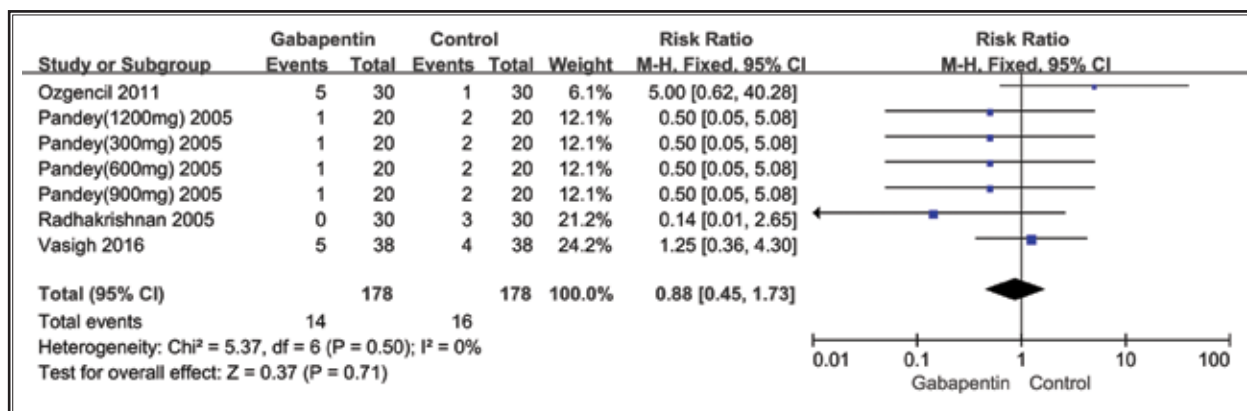 Gabapentin Control Risk Ratio Risk Ratio
Study or Subgroup Events Total Events Total Weight M-H, Fixed, 95% CI M-H, Fixed, 95% CI
Ozgencil 2011 5 30 1 30 6.1% 5.00 [0.62, 40.28]
Pandey(1200mg) 2005 1 20 2 20 12.1% 0.50 [0.05, 5.08]
Pandey(300mg) 2005 1 20 2 20 12.1% 0.50 [0.05, 5.08]
Pandey(600mg) 2005 1 20 2 20 12.1% 0.50 [0.05, 5.08]
Pandey(900mg) 2005 1 20 2 20 12.1% 0.50 [0.05, 5.08]
Radhakrishnan 2005 0 30 3 30 21.2% 0.14 [0.01, 2.65]
Vasigh 2016 5 38 4 38 24.2% 1.25 [0.36, 4.30]
Total (95% CI) 178 178 100.0% 0.88 [0.45, 1.73]
Total events 14 16
Heterogeneity: Chi² = 5.37, df = 6 (P = 0.50); I² = 0%
Test for overall effect: Z = 0.37 (P = 0.71)
0.01 0.1 1 10 100
Gabapentin Control